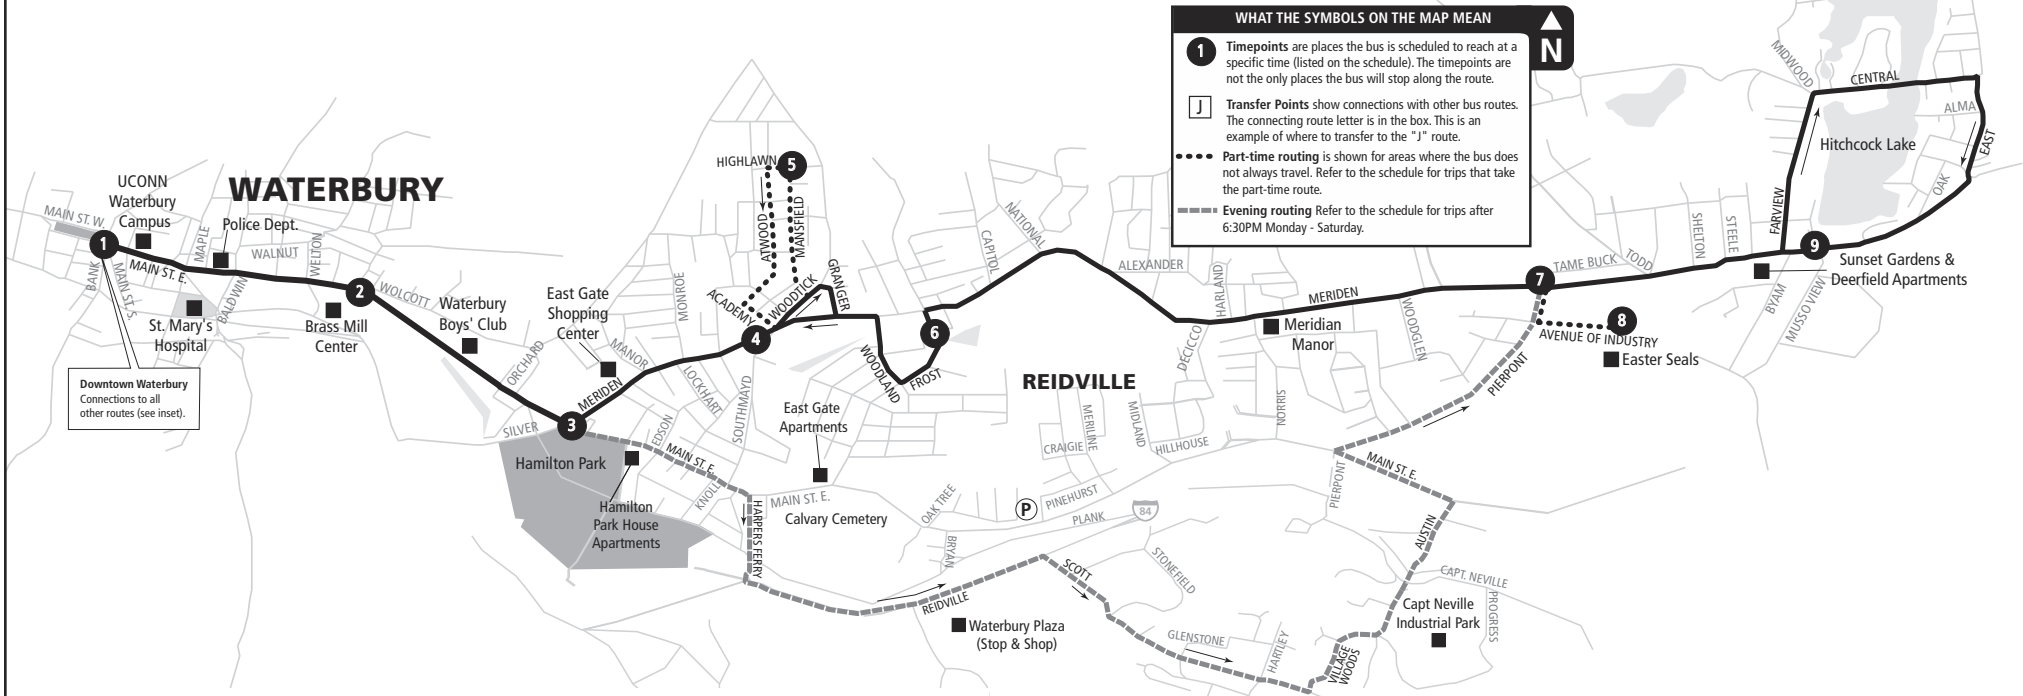 WHAT THE SYMBOLS ON THE MAP MEAN
N
1
Timepoints are places the bus is scheduled to reach at a
specific time (listed on the schedule). The timepoints are
not the only places the bus will stop along the route.
J
Transfer Points show connections with other bus routes.
The connecting route letter is in the box. This is an
example of where to transfer to the "J" route.
Part-time routing is shown for areas where the bus does
not always travel. Refer to the schedule for trips that take
the part-time route.
Evening routing Refer to the schedule for trips after
6:30PM Monday - Saturday.
WATERBURY
UCONN
Waterbury
Campus
MAIN ST. W.
1
Police Dept.
MAPLE
WALNUT
WELTON
BANK
MAIN ST. S.
MAIN ST. E.
St. Mary's
Hospital
BALDWIN
2
WOLCOTT
Brass Mill
Center
Waterbury
Boys' Club
Downtown Waterbury
Connections to all
other routes (see inset).
East Gate
Shopping
Center
ORCHARD
MANOR
MONROE
MERIDEN
3
SILVER
Hamilton Park
EDSON
LOCKHART
SOUTHMAYD
MAIN ST. E.
KNOLL
Hamilton
Park House
Apartments
HARPERS FERRY
HIGHLAWN
5
ATWOOD
MANSFIELD
ACADEMY
WOODTICK
GRANGER
4
WOODLAND
FROST
6
East Gate
Apartments
MAIN ST. E.
Calvary Cemetery
CAPITOL
NATIONAL
ALEXANDER
HARLAND
MERIDEN
Meridian
Manor
DECICCO
WOODGLEN
REIDVILLE
MERILINE
MIDLAND
CRAIGIE
HILLHOUSE
NORRIS
OAK TREE
BRYAN
P
PINEHURST
PLANK
84
REIDVILLE
SCOTT
STONEFIELD
Waterbury Plaza
(Stop & Shop)
GLENSTONE
HARTLEY
VILLAGE
WOODS
AUSTIN
CAPT. NEVILLE
PROGRESS
Capt Neville
Industrial Park
MAIN ST. E.
PIERPONT
PIERPONT
7
8
AVENUE OF INDUSTRY
Easter Seals
TAME BUCK
TODD
SHELTON
STEELE
FARVIEW
9
MIDWOOD
CENTRAL
ALMA
EAST
OAK
Hitchcock Lake
Sunset Gardens &
Deerfield Apartments
BYAM
MUSSO VIEW